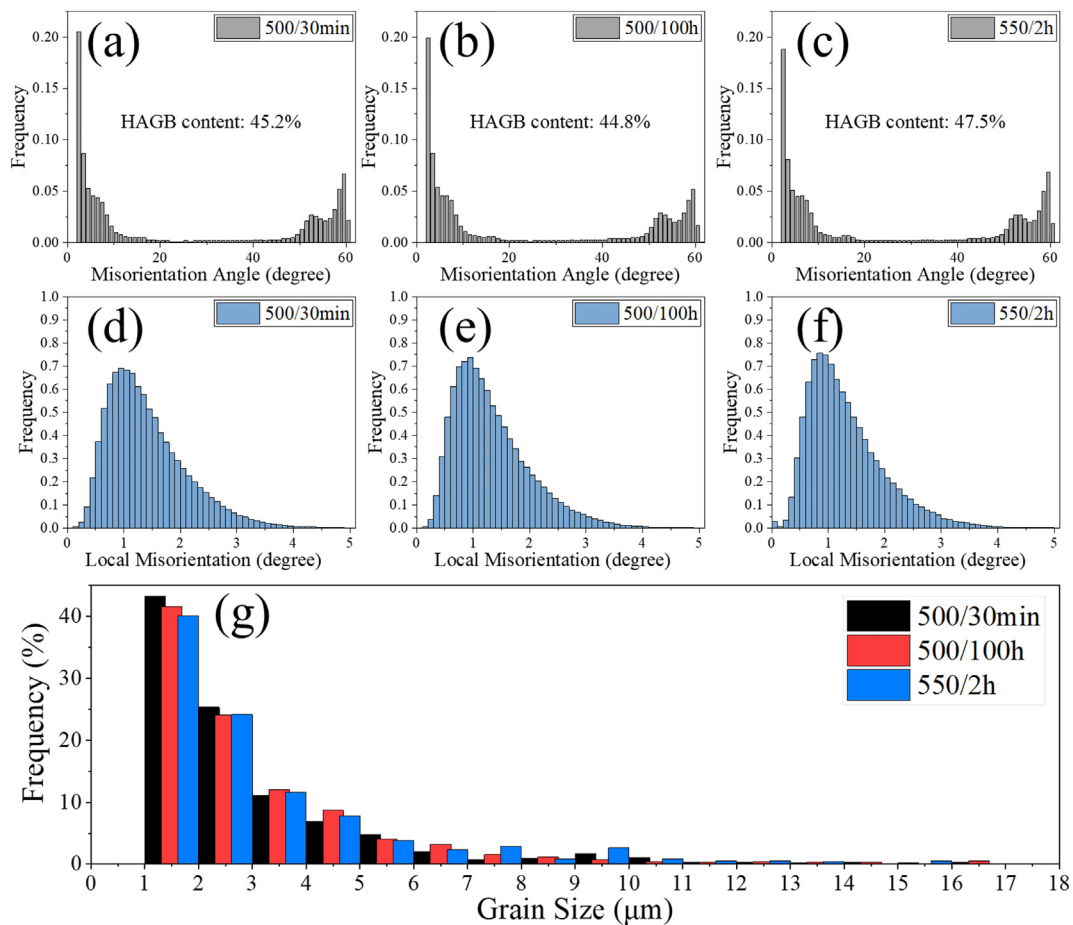 (a)
500/30min
HAGB content: 45.2%
Frequency
0.20
0.15
0.10
0.05
0.00
0 20 40 60
Misorientation Angle (degree)
(b)
500/100h
HAGB content: 44.8%
Frequency
0.20
0.15
0.10
0.05
0.00
0 20 40 60
Misorientation Angle (degree)
(c)
550/2h
HAGB content: 47.5%
Frequency
0.20
0.15
0.10
0.05
0.00
0 20 40 60
Misorientation Angle (degree)
(d)
500/30min
Frequency
1.0
0.9
0.8
0.7
0.6
0.5
0.4
0.3
0.2
0.1
0.0
0 1 2 3 4 5
Local Misorientation (degree)
(e)
500/100h
Frequency
1.0
0.9
0.8
0.7
0.6
0.5
0.4
0.3
0.2
0.1
0.0
0 1 2 3 4 5
Local Misorientation (degree)
(f)
550/2h
Frequency
1.0
0.9
0.8
0.7
0.6
0.5
0.4
0.3
0.2
0.1
0.0
0 1 2 3 4 5
Local Misorientation (degree)
(g)
500/30min
500/100h
550/2h
Frequency (%)
40
30
20
10
0
0 1 2 3 4 5 6 7 8 9 10 11 12 13 14 15 16 17 18
Grain Size (μm)